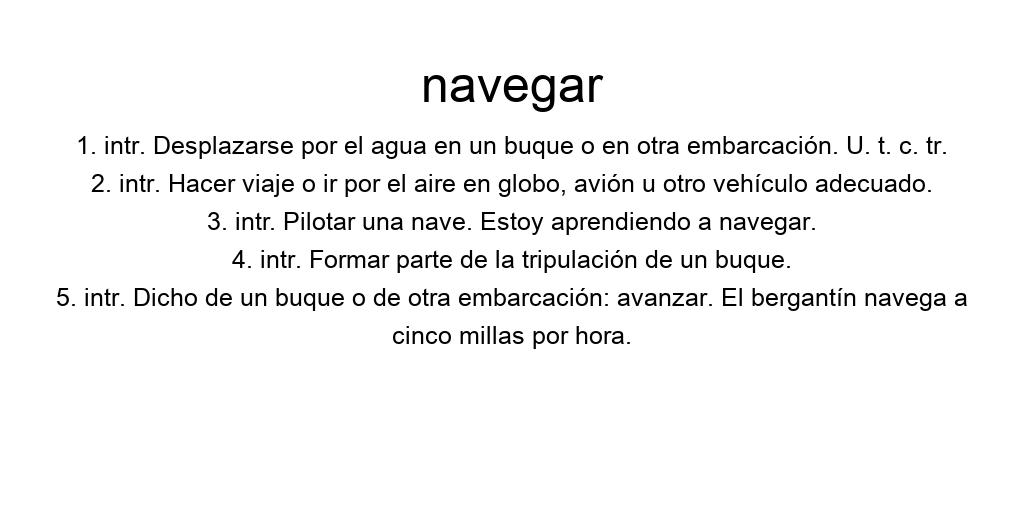 navegar
1. intr. Desplazarse por el agua en un buque o en otra embarcación. U. t. c. tr.
2. intr. Hacer viaje o ir por el aire en globo, avión u otro vehículo adecuado.
3. intr. Pilotar una nave. Estoy aprendiendo a navegar.
4. intr. Formar parte de la tripulación de un buque.
5. intr. Dicho de un buque o de otra embarcación: avanzar. El bergantín navega a
cinco millas por hora.